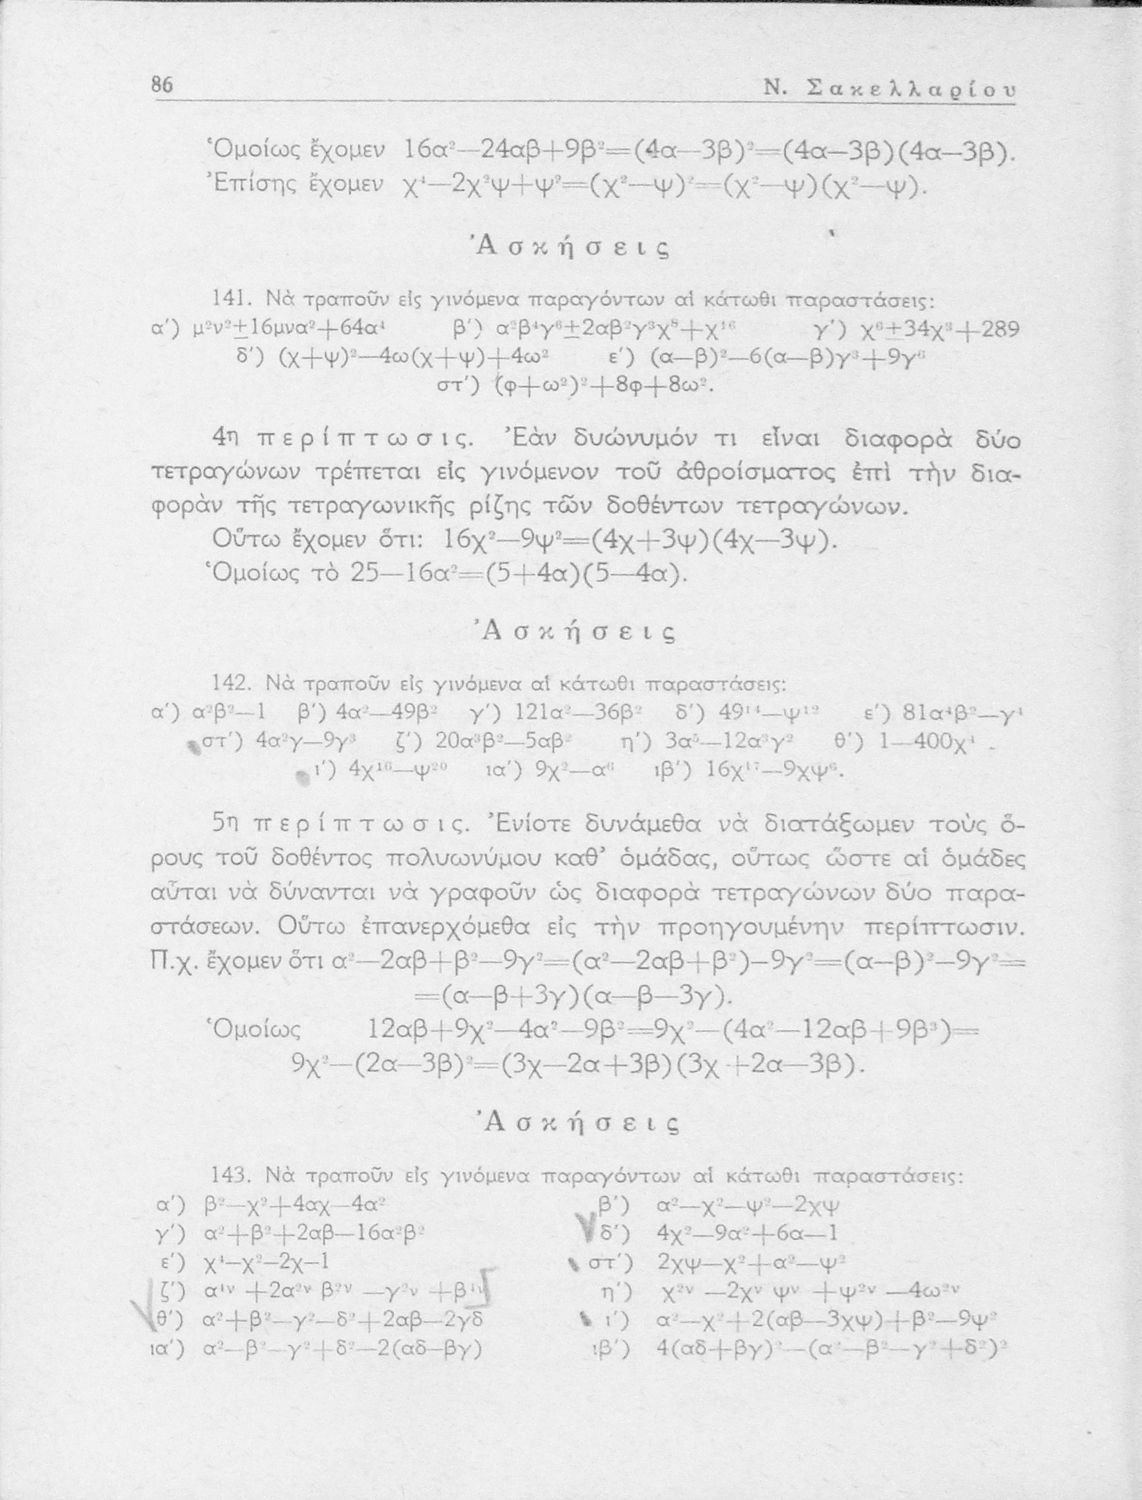 86
Ν. Σακελλαρίου
Ὁμοίως ἔχομεν 16α²—24αβ+9β²=(4α—3β)²=(4α—3β)(4α—3β).
Ἐπίσης ἔχομεν χ⁴—2χ²ψ+ψ²=(χ²—ψ)²=(χ²—ψ)(χ²—ψ).
Ἀσκήσεις
141. Νὰ τραποῦν εἰς γινόμενα παραγόντων αἱ κάτωθι παραστάσεις:
α') μ²ν²±16μνα²+64α⁴ β') α²β⁴γ⁶±2αβ²γ³χ⁸+χ¹⁶ γ') χ⁶±34χ³+289
δ') (χ+ψ)²—4ω(χ+ψ)+4ω² ε') (α—β)²—6(α—β)γ³+9γ⁶
στ') (φ+ω²)²+8φ+8ω².
4η περίπτωσις. Ἐὰν δυώνυμόν τι εἶναι διαφορὰ δύο
τετραγώνων τρέπεται εἰς γινόμενον τοῦ ἀθροίσματος ἐπὶ τὴν δια-
φορὰν τῆς τετραγωνικῆς ρίζης τῶν δοθέντων τετραγώνων.
Οὕτω ἔχομεν ὅτι: 16χ²—9ψ²=(4χ+3ψ)(4χ—3ψ).
Ὁμοίως τὸ 25—16α²=(5+4α)(5—4α).
Ἀσκήσεις
142. Νὰ τραποῦν εἰς γινόμενα αἱ κάτωθι παραστάσεις:
α') α²β²—1 β') 4α²—49β² γ') 121α²—36β² δ') 49¹⁴—ψ¹² ε') 81α⁴β²—γ⁴
στ') 4α²γ—9γ³ ζ') 20α³β²—5αβ² η') 3α⁵—12α³γ² θ') 1—400χ⁴
ι') 4χ¹⁶—ψ²⁰ ια') 9χ²—α⁶ ιβ') 16χ¹⁷—9χψ⁶.
5η περίπτωσις. Ἐνίοτε δυνάμεθα νὰ διατάξωμεν τοὺς ὅ-
ρους τοῦ δοθέντος πολυωνύμου καθ' ὁμάδας, οὕτως ὥστε αἱ ὁμάδες
αὗται νὰ δύνανται νὰ γραφοῦν ὡς διαφορὰ τετραγώνων δύο παρα-
στάσεων. Οὕτω ἐπανερχόμεθα εἰς τὴν προηγουμένην περίπτωσιν.
Π.χ. ἔχομεν ὅτι α²—2αβ+β²—9γ²=(α²—2αβ+β²)—9γ²=(α—β)²—9γ²=
=(α—β+3γ)(α—β—3γ).
Ὁμοίως 12αβ+9χ²—4α²—9β²=9χ²—(4α²—12αβ+9β²)=
9χ²—(2α—3β)²=(3χ—2α+3β)(3χ+2α—3β).
Ἀσκήσεις
143. Νὰ τραποῦν εἰς γινόμενα παραγόντων αἱ κάτωθι παραστάσεις:
α') β²—χ²+4αχ—4α² β') α²—χ²—ψ²—2χψ
γ') α²+β²+2αβ—16α²β² δ') 4χ²—9α²+6α—1
ε') χ⁴—χ²—2χ—1 στ') 2χψ—χ²+α²—ψ²
ζ') α⁴ᵛ +2α²ᵛ β²ᵛ —γ²ᵛ +β⁴ᵛ η') χ²ᵛ —2χᵛ ψᵛ +ψ²ᵛ —4ω²ᵛ
θ') α²+β²—γ²—δ²+2αβ—2γδ ι') α²—χ²+2(αβ—3χψ)+β²—9ψ²
ια') α²—β²—γ²+δ²—2(αδ—βγ) ιβ') 4(αδ+βγ)²—(α²—β²—γ²+δ²)²